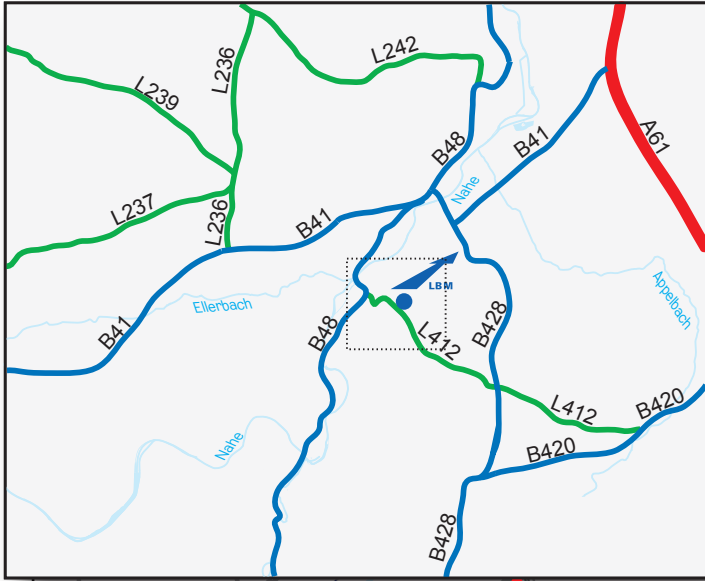 L242
L236
L239
A61
B41
B48
Nahe
L237
L236
B41
Appelbach
LBM
Ellerbach
B428
B41
B48
L412
B420
L412
Nahe
B420
B428